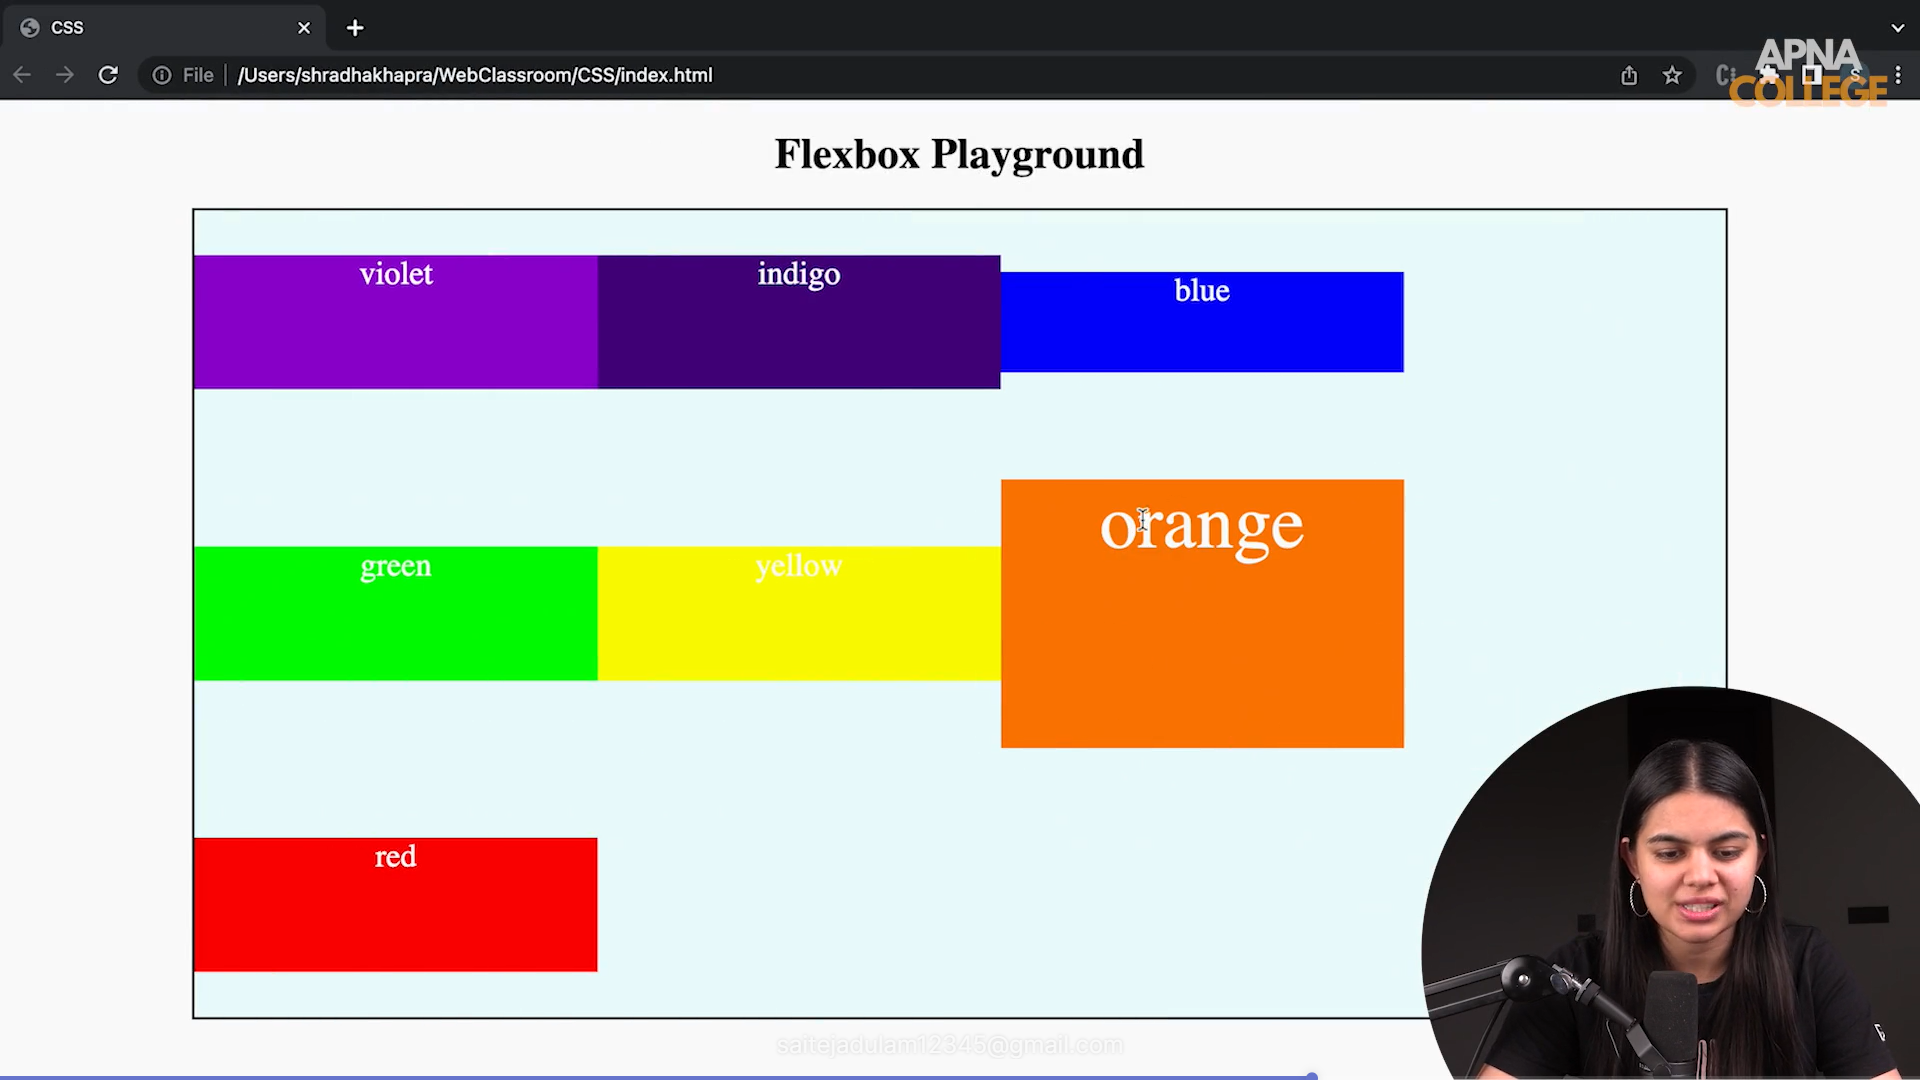 CSS
File /Users/shradhakhapra/WebClassroom/CSS/index.html
APNA
COLLEGE
Flexbox Playground
violet
indigo
blue
green
yellow
orange
red
saitejadulam12345@gmail.com